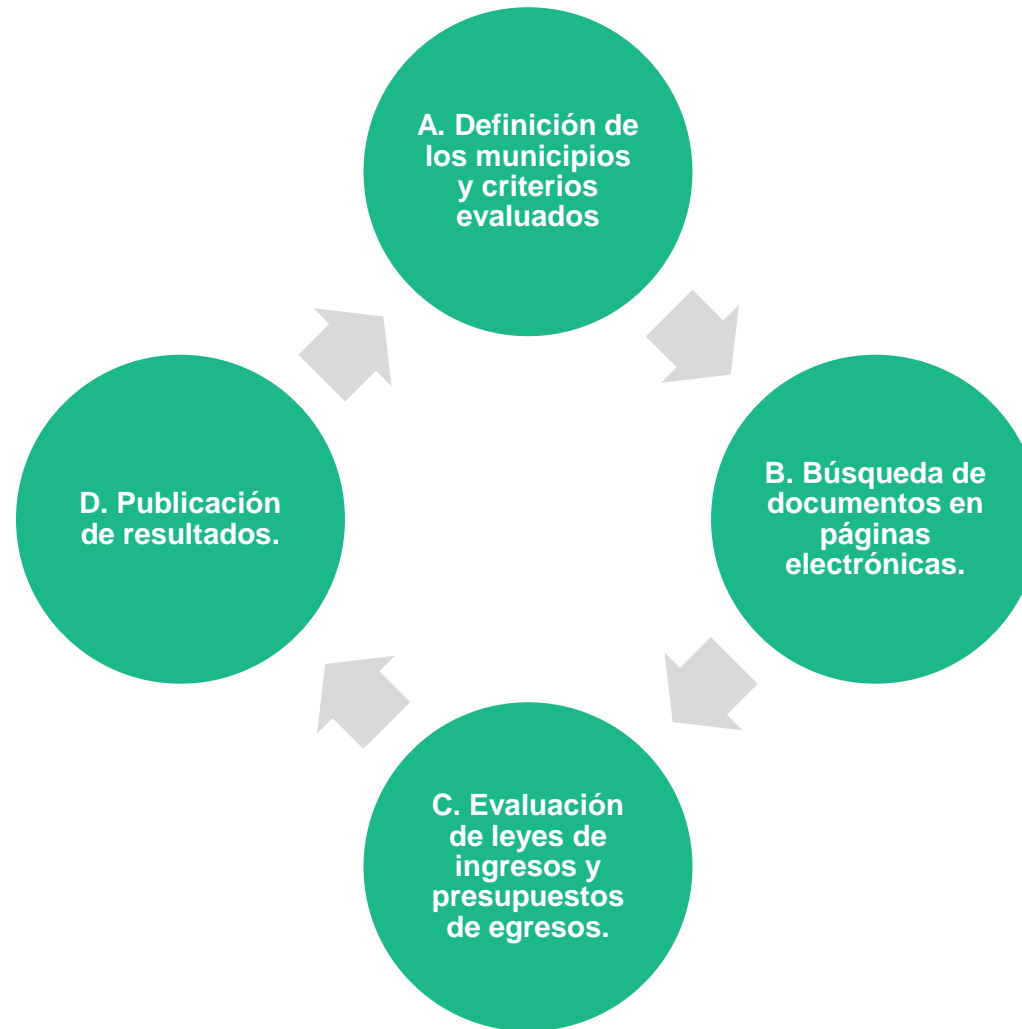 A. Definición de
los municipios
y criterios
evaluados
B. Búsqueda de
documentos en
páginas
electrónicas.
C. Evaluación
de leyes de
ingresos y
presupuestos
de egresos.
D. Publicación
de resultados.